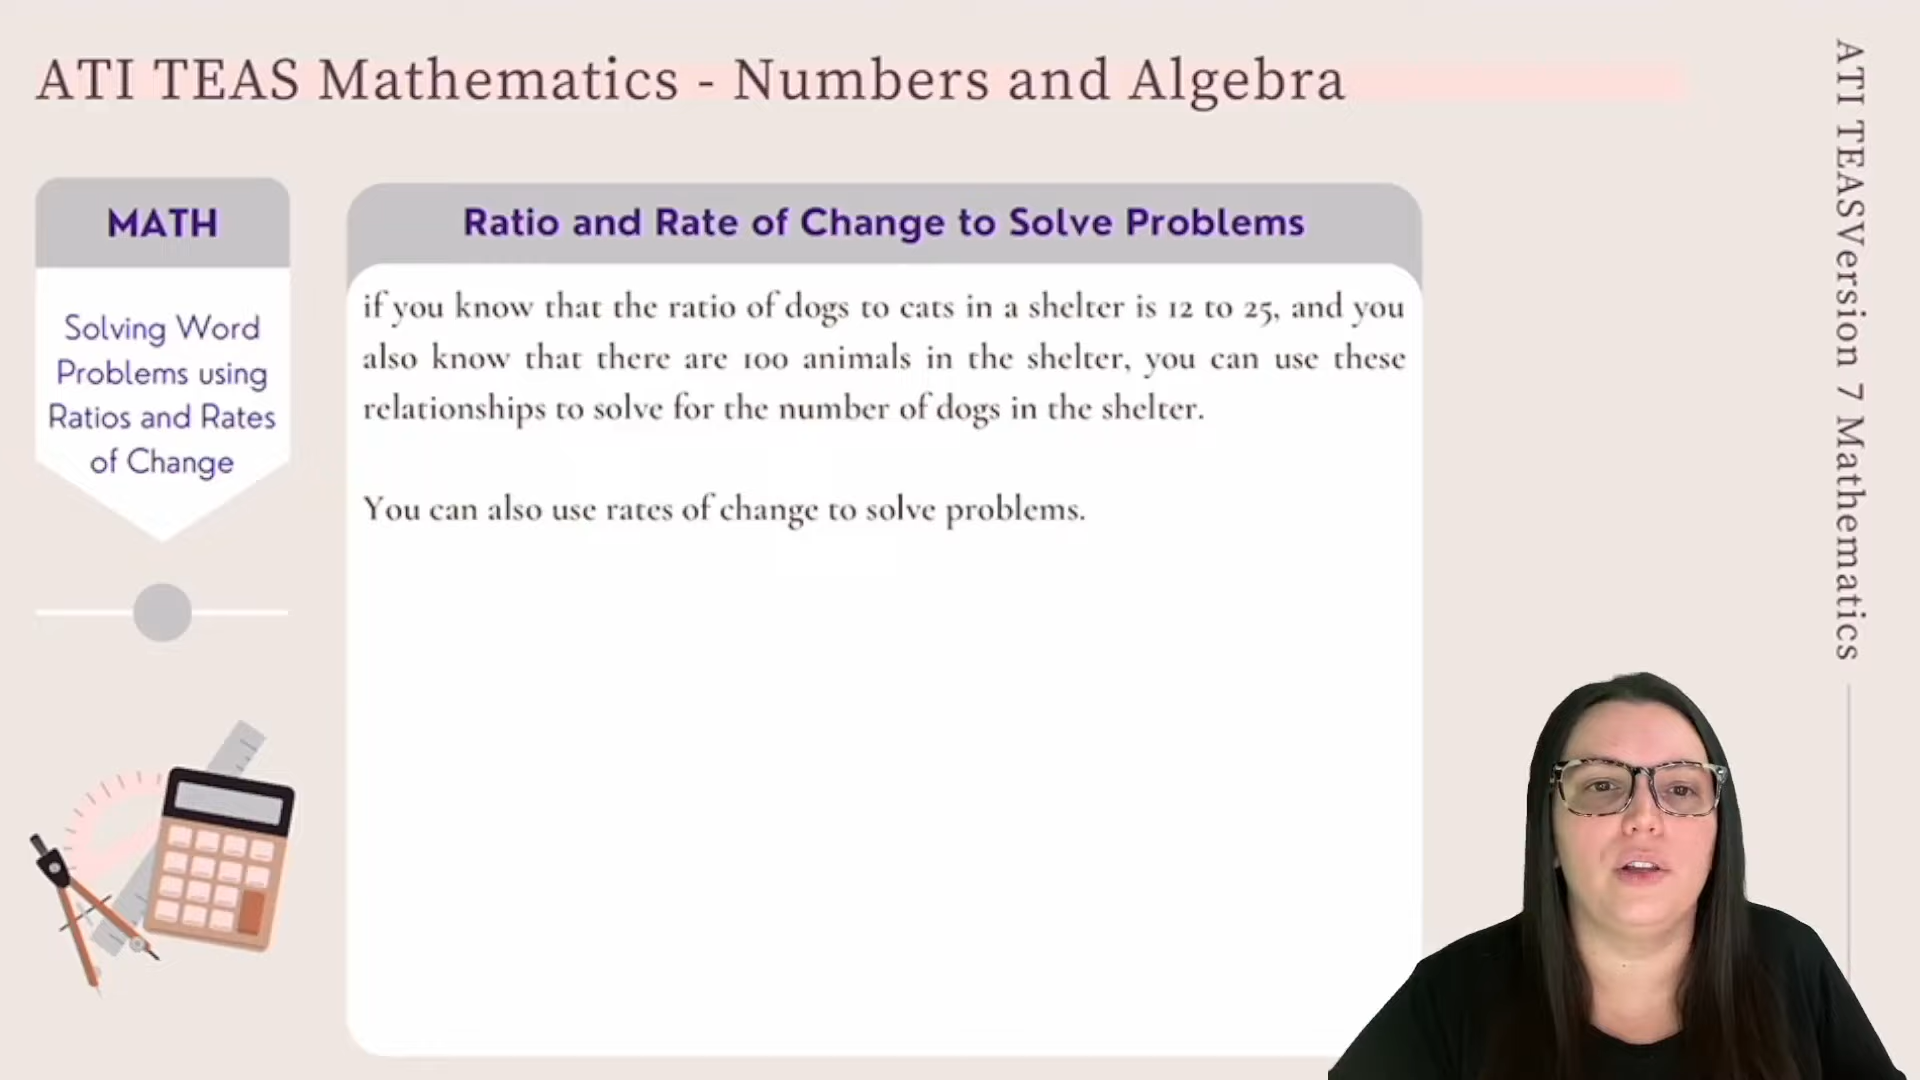 ATI TEAS Mathematics - Numbers and Algebra
MATH
Solving Word
Problems using
Ratios and Rates
of Change
Ratio and Rate of Change to Solve Problems
if you know that the ratio of dogs to cats in a shelter is 12 to 25, and you
also know that there are 100 animals in the shelter, you can use these
relationships to solve for the number of dogs in the shelter.
You can also use rates of change to solve problems.
ATI TEASVersion 7 Mathematics